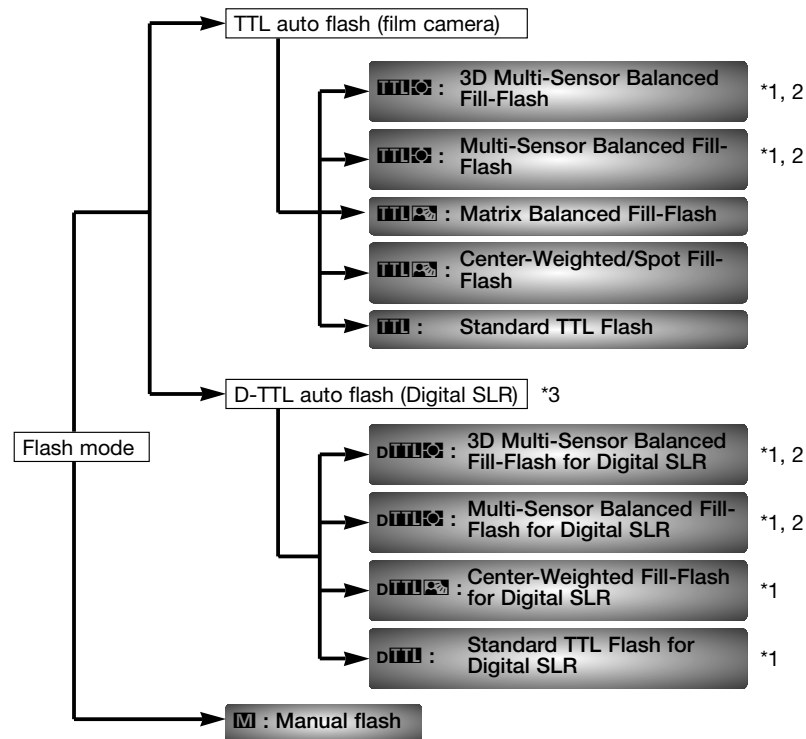 TTL auto flash (film camera)
TTL : 3D Multi-Sensor Balanced
Fill-Flash *1, 2
TTL : Multi-Sensor Balanced Fill-
Flash *1, 2
TTL : Matrix Balanced Fill-Flash
TTL : Center-Weighted/Spot Fill-
Flash
TTL : Standard TTL Flash
D-TTL auto flash (Digital SLR) *3
Flash mode
DTTL : 3D Multi-Sensor Balanced
Fill-Flash for Digital SLR *1, 2
DTTL : Multi-Sensor Balanced Fill-
Flash for Digital SLR *1, 2
DTTL : Center-Weighted Fill-Flash
for Digital SLR *1
DTTL : Standard TTL Flash for
Digital SLR *1
M : Manual flash